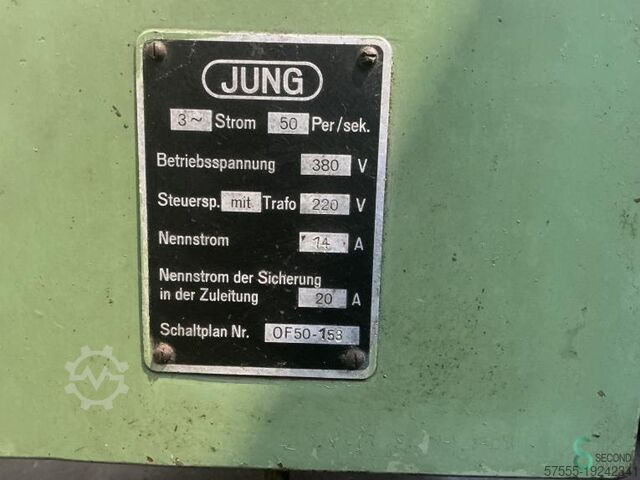 JUNG
3~ Strom 50 Per/sek.
Betriebsspannung 380 V
Steuersp. mit Trafo 220 V
Nennstrom 14 A
Nennstrom der Sicherung
in der Zuleitung 20 A
Schaltplan Nr. OF50-153
SECOND
57555-19242341